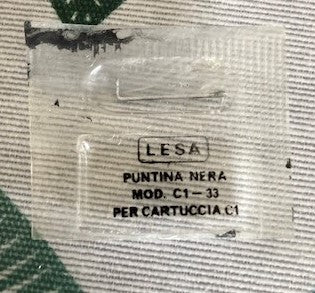 LESA
PUNTINA NERA
MOD. C1-33
PER CARTUCCIA C1